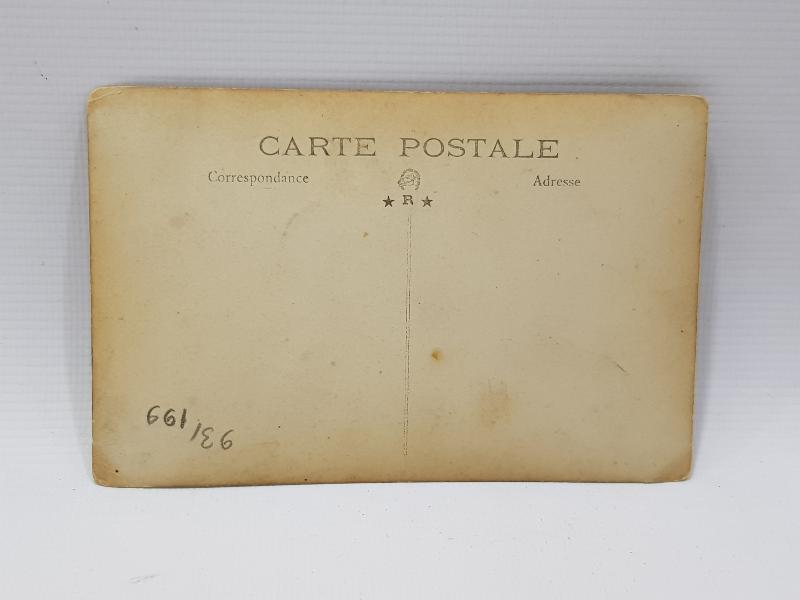 CARTE POSTALE
Correspondance
Adresse
★ R ★
93/199